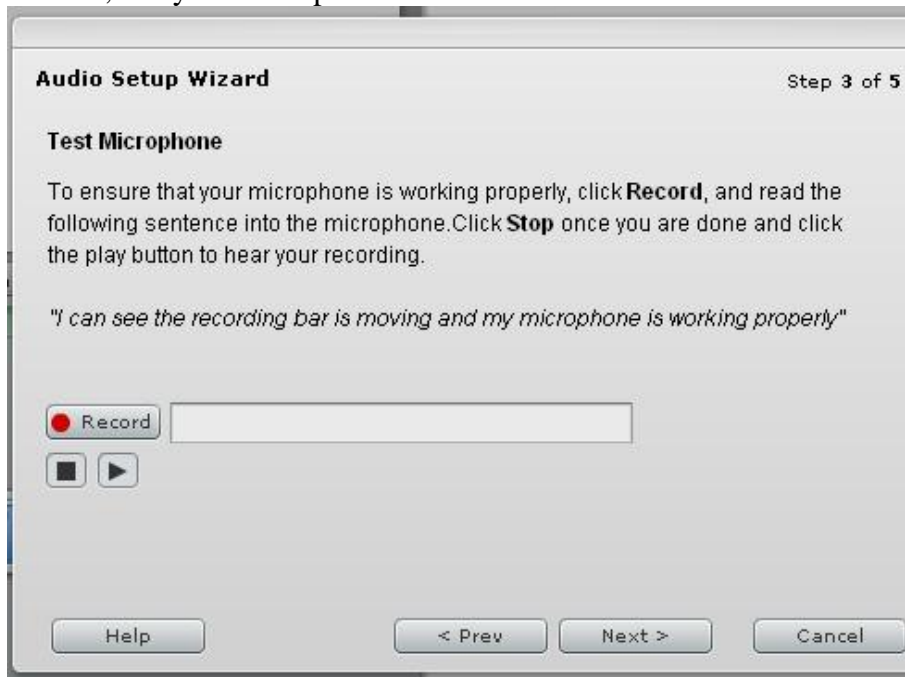 Audio Setup Wizard
Step 3 of 5
Test Microphone
To ensure that your microphone is working properly, click Record, and read the
following sentence into the microphone.Click Stop once you are done and click
the play button to hear your recording.
"I can see the recording bar is moving and my microphone is working properly"
Record
Help
< Prev
Next >
Cancel